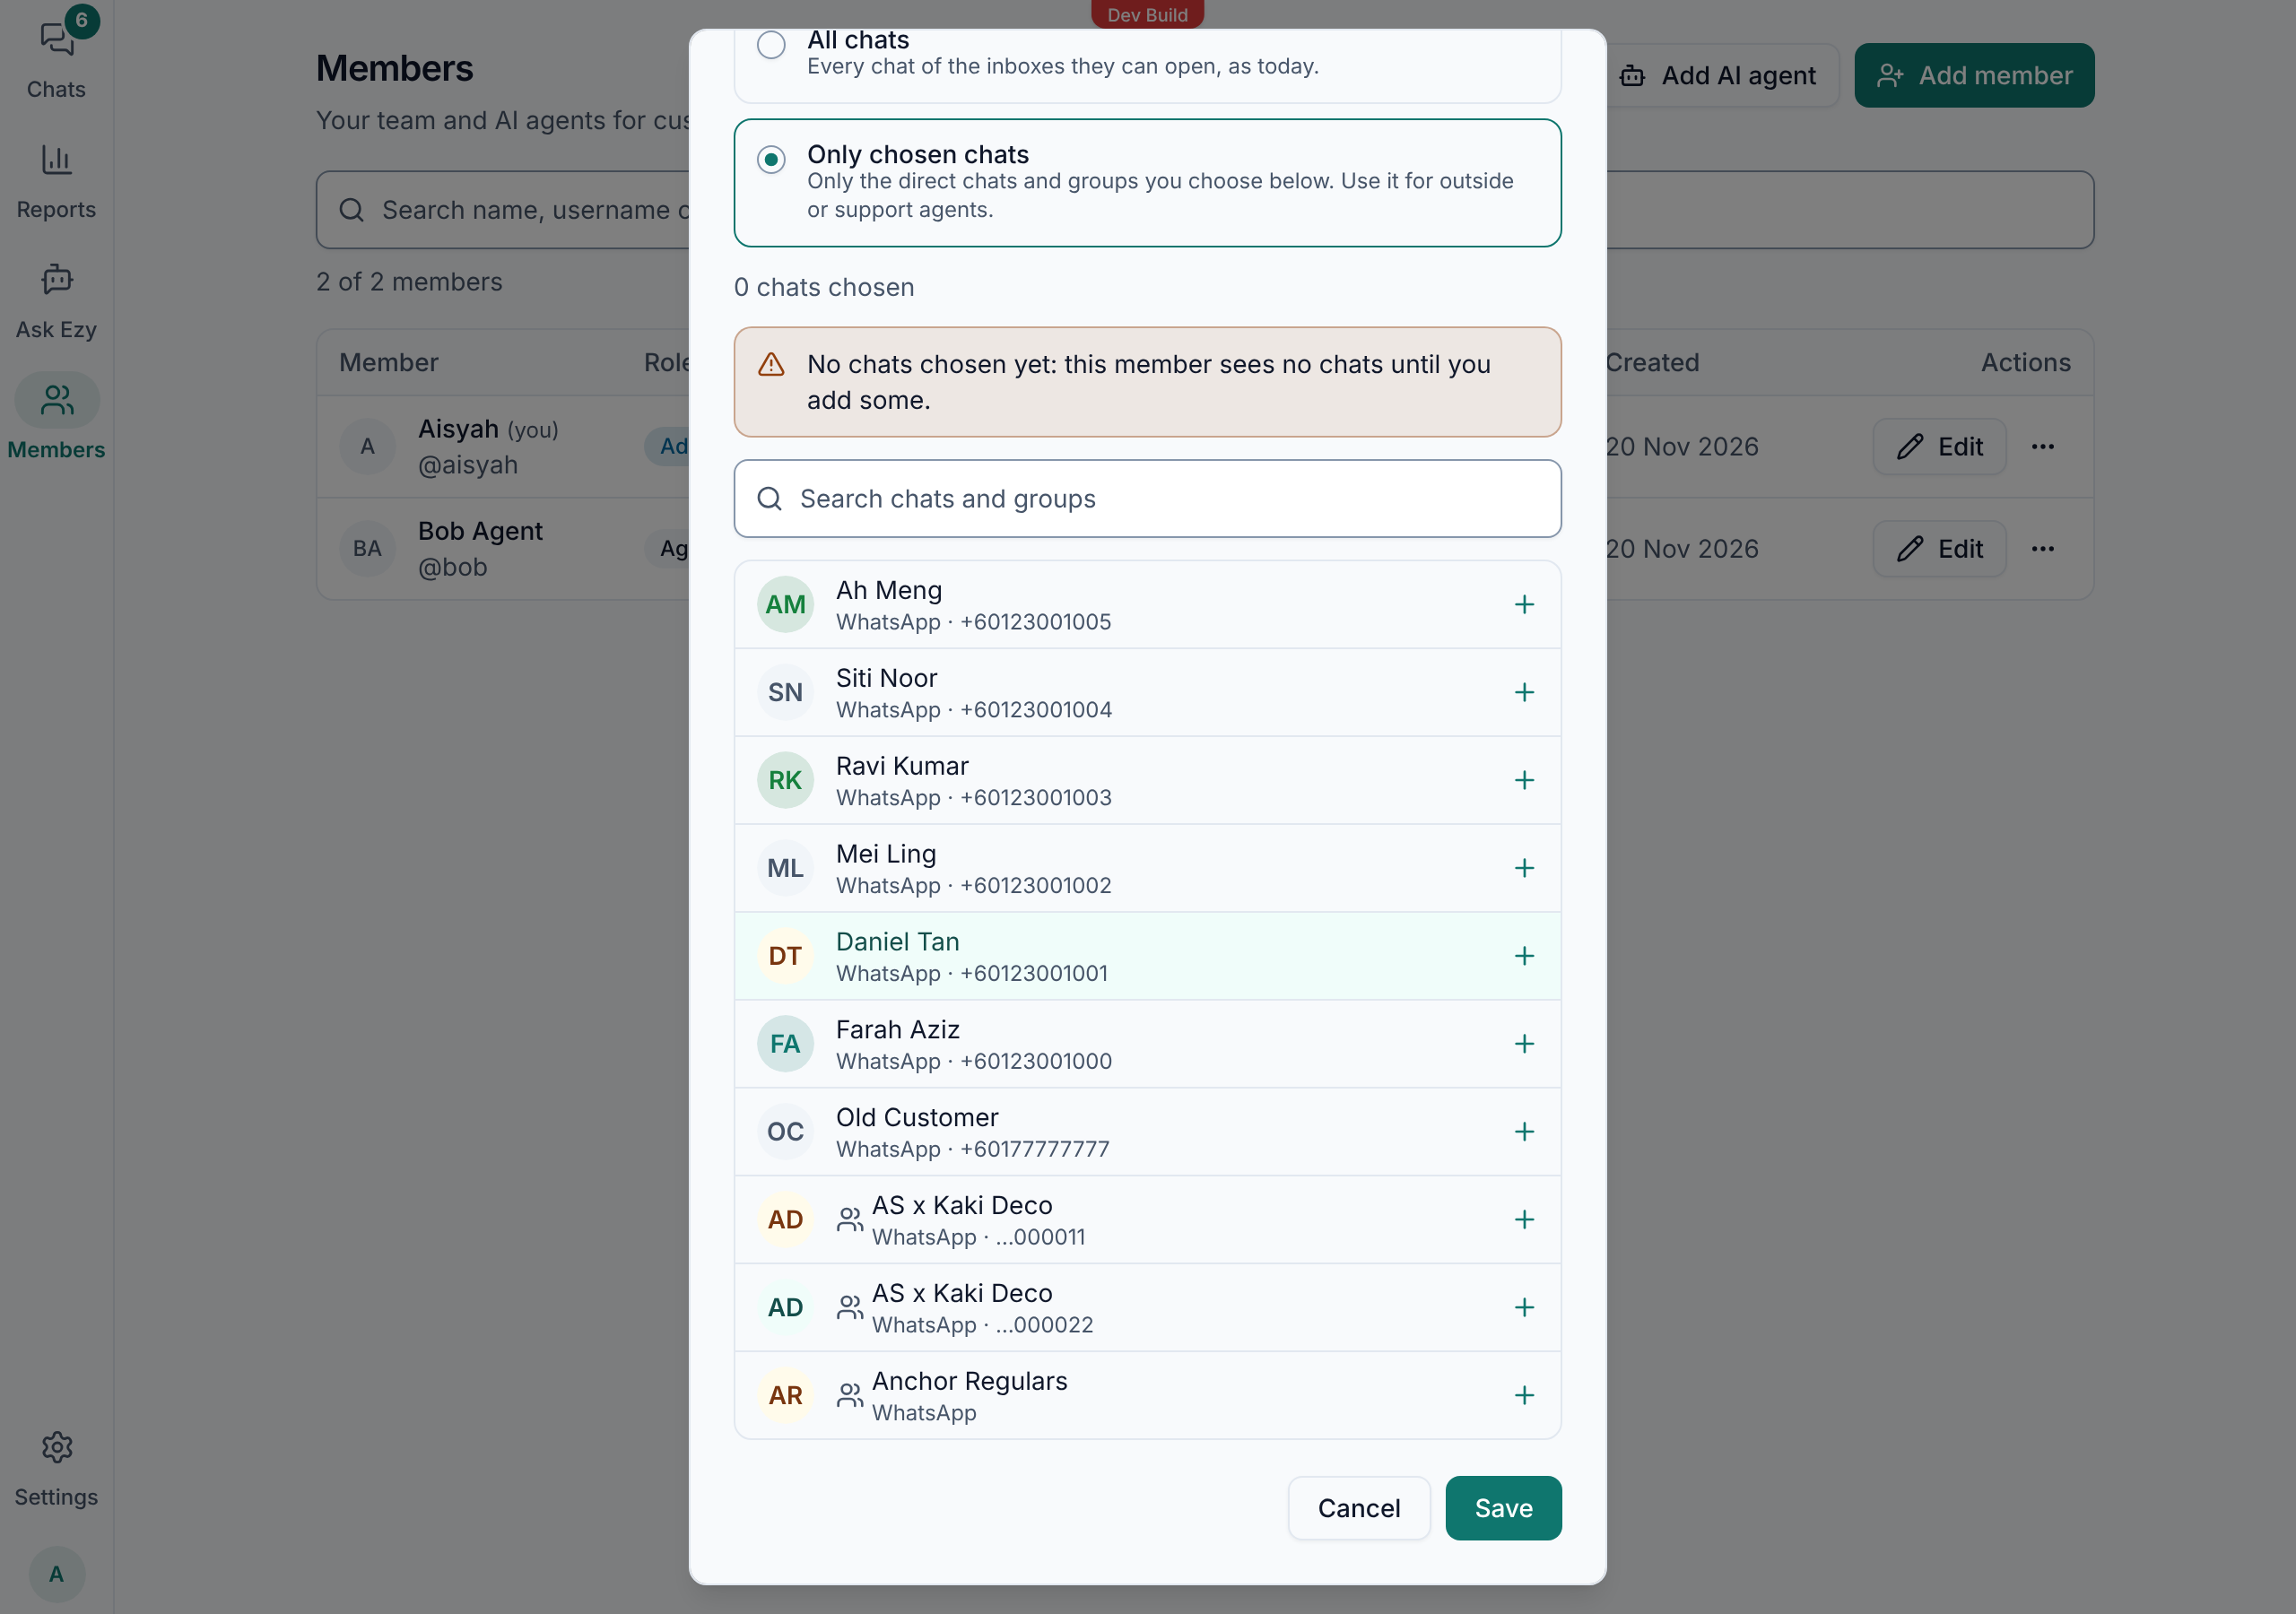 6
Chats
Reports
Ask Ezy
Members
Settings
A
Dev Build
Members
Your team and AI agents for cus
Add AI agent
Add member
Search name, username o
2 of 2 members
Member
Role
Created
Actions
A
Aisyah (you)
@aisyah
Ad
20 Nov 2026
Edit
BA
Bob Agent
@bob
Ag
20 Nov 2026
Edit
All chats
Every chat of the inboxes they can open, as today.
Only chosen chats
Only the direct chats and groups you choose below. Use it for outside
or support agents.
0 chats chosen
No chats chosen yet: this member sees no chats until you
add some.
Search chats and groups
AM
Ah Meng
WhatsApp · +60123001005
SN
Siti Noor
WhatsApp · +60123001004
RK
Ravi Kumar
WhatsApp · +60123001003
ML
Mei Ling
WhatsApp · +60123001002
DT
Daniel Tan
WhatsApp · +60123001001
FA
Farah Aziz
WhatsApp · +60123001000
OC
Old Customer
WhatsApp · +60177777777
AD
AS x Kaki Deco
WhatsApp · ...000011
AD
AS x Kaki Deco
WhatsApp · ...000022
AR
Anchor Regulars
WhatsApp
Cancel
Save